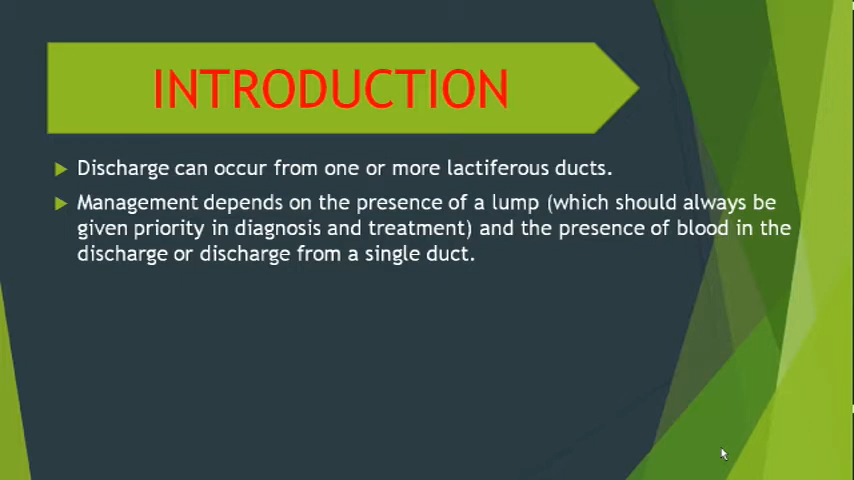 INTRODUCTION
Discharge can occur from one or more lactiferous ducts.
Management depends on the presence of a lump (which should always be
given priority in diagnosis and treatment) and the presence of blood in the
discharge or discharge from a single duct.